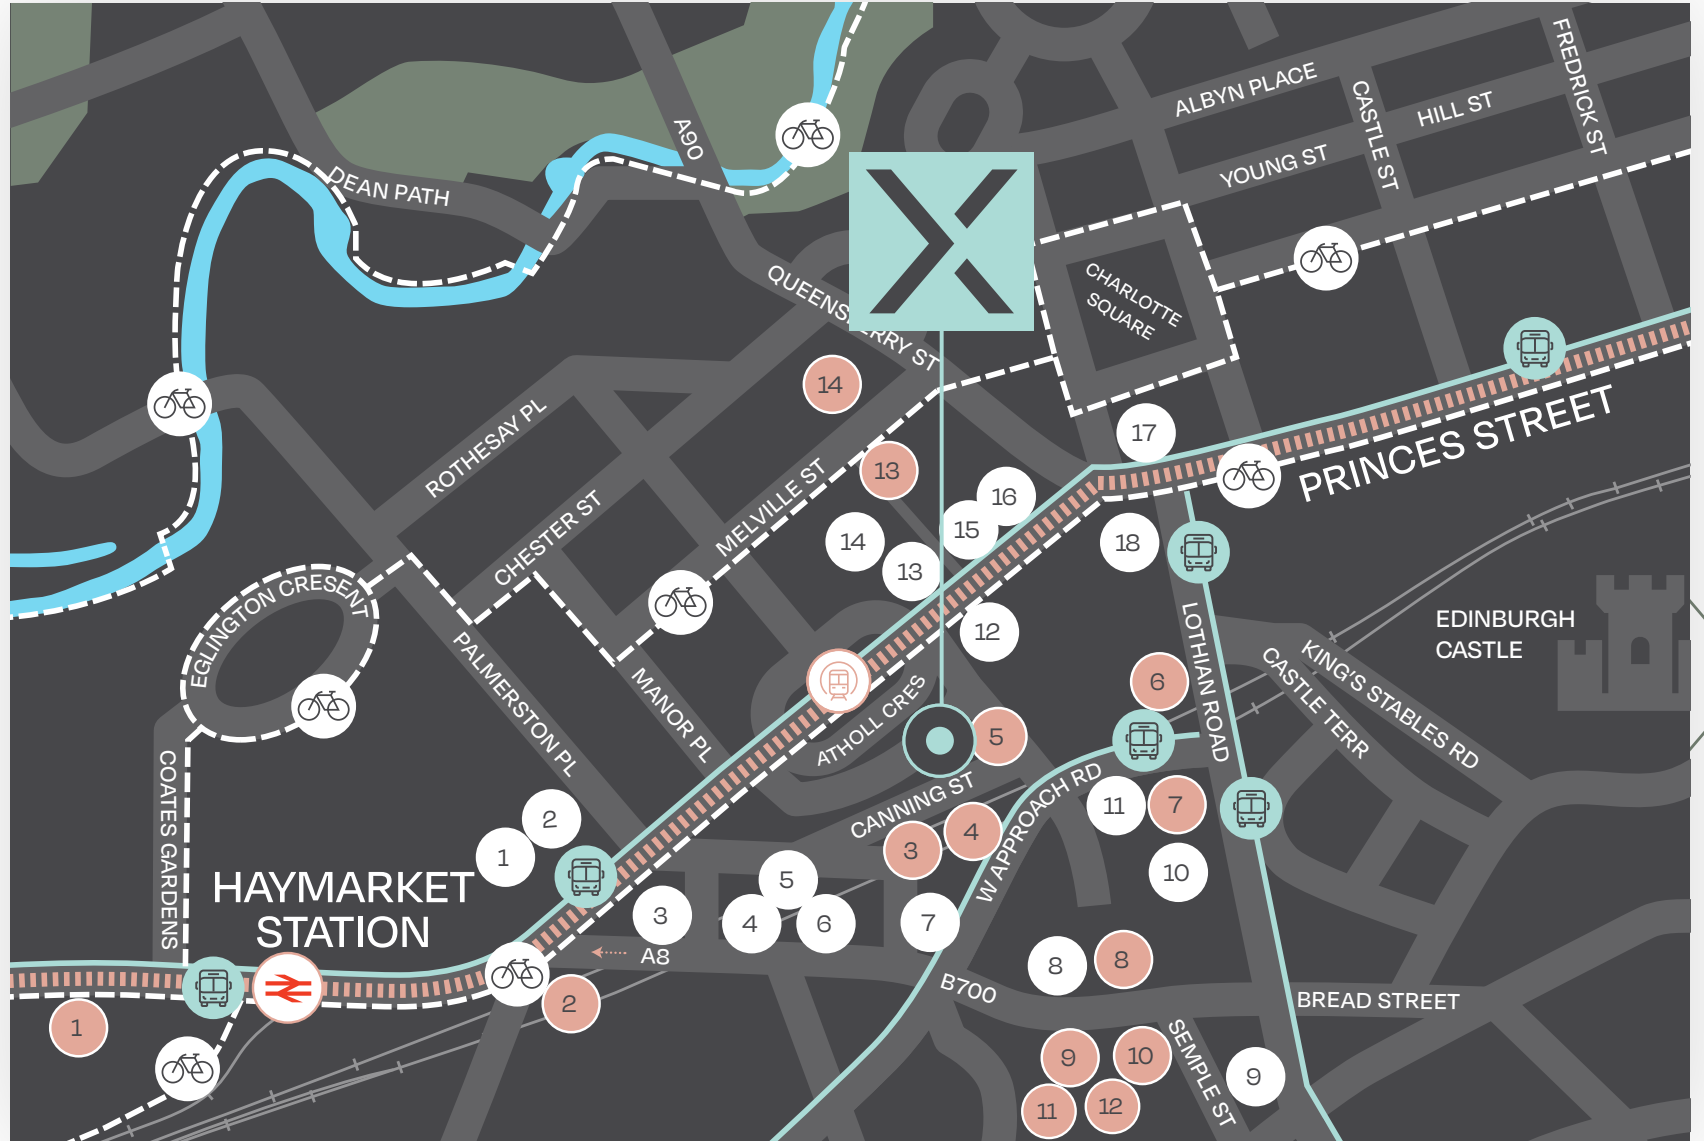 FREDRICK ST
ALBYN PLACE
CASTLE ST
HILL ST
A90
YOUNG ST
DEAN PATH
CHARLOTTE
SQUARE
QUEENSFERRY ST
14
17
PRINCES STREET
ROTHESAY PL
13
MELVILLE ST
16
15
CHESTER ST
14
18
13
EGLINGTON CRESENT
12
EDINBURGH
CASTLE
LOTHIAN ROAD
KING'S STABLES RD
CASTLE TERR
PALMERSTON PL
MANOR PL
6
ATHOLL CRES
5
COATES GARDENS
CANNING ST
W APPROACH RD
11
7
2
4
1
3
10
HAYMARKET
STATION
5
3
4
6
7
A8
8
8
B700
BREAD STREET
2
1
SEMPLE ST
9
10
9
11
12